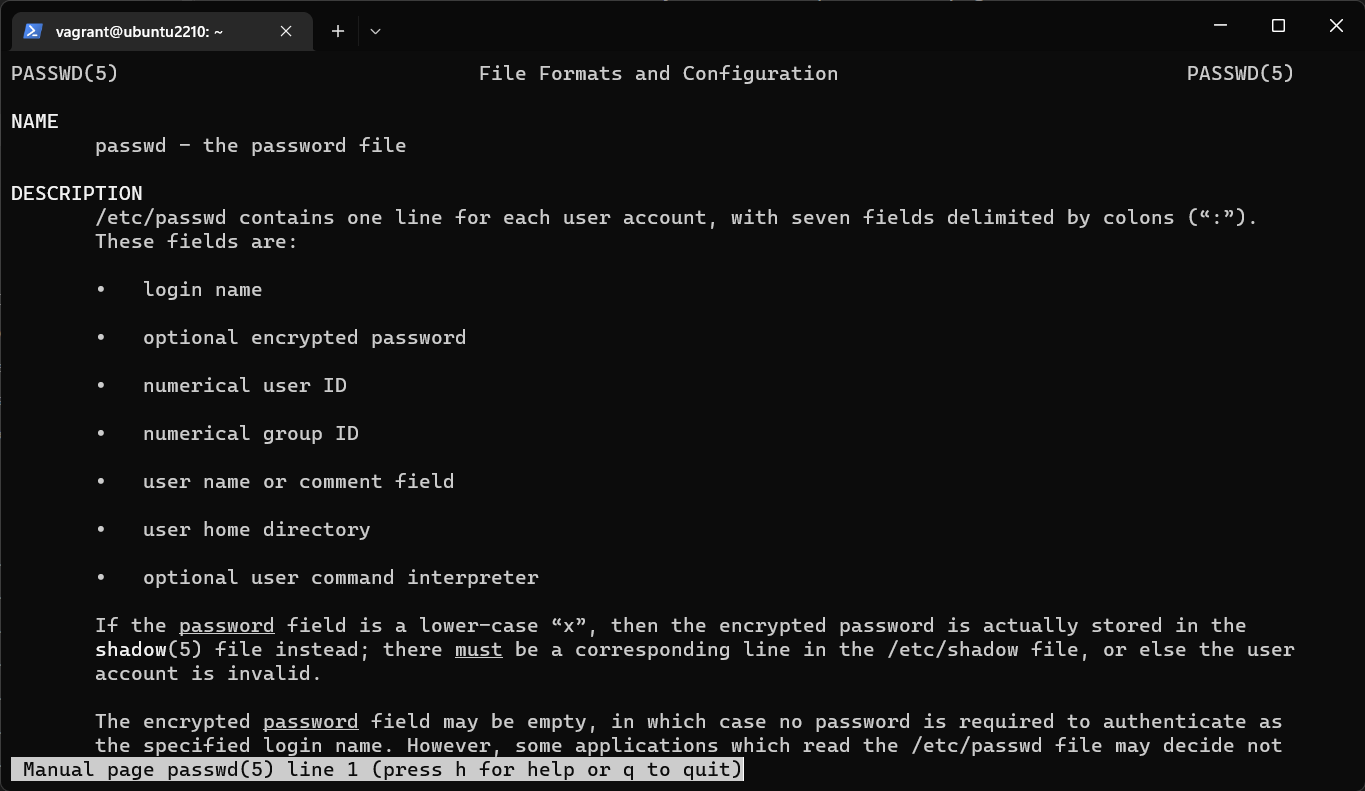 vagrant@ubuntu2210: ~
PASSWD(5) File Formats and Configuration PASSWD(5)
NAME
passwd - the password file
DESCRIPTION
/etc/passwd contains one line for each user account, with seven fields delimited by colons (“:”).
These fields are:
• login name
• optional encrypted password
• numerical user ID
• numerical group ID
• user name or comment field
• user home directory
• optional user command interpreter
If the password field is a lower-case “x”, then the encrypted password is actually stored in the
shadow(5) file instead; there must be a corresponding line in the /etc/shadow file, or else the user
account is invalid.
The encrypted password field may be empty, in which case no password is required to authenticate as
the specified login name. However, some applications which read the /etc/passwd file may decide not
Manual page passwd(5) line 1 (press h for help or q to quit)